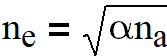 nₑ = √αnₐ